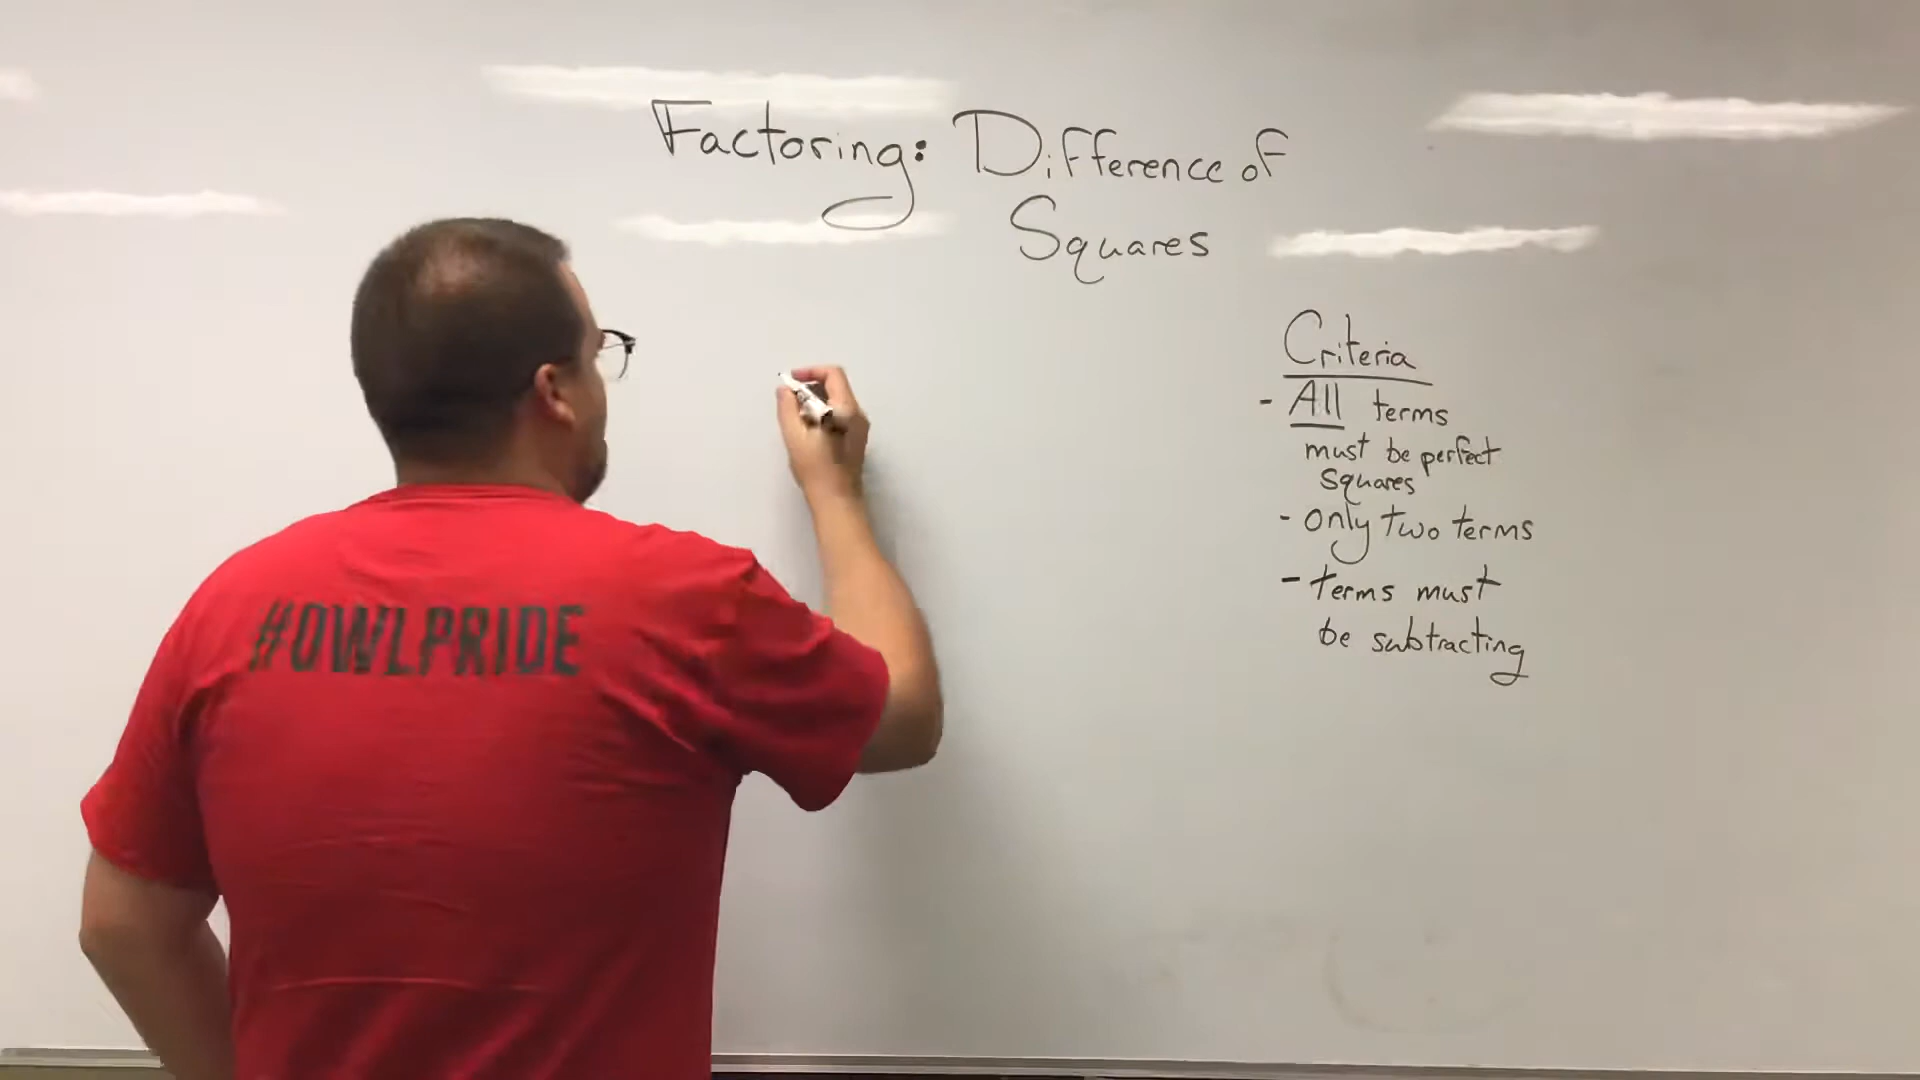 Factoring: Difference of
Squares
Criteria
- All terms
must be perfect
squares
- only two terms
- terms must
be subtracting
#OWLPRIDE